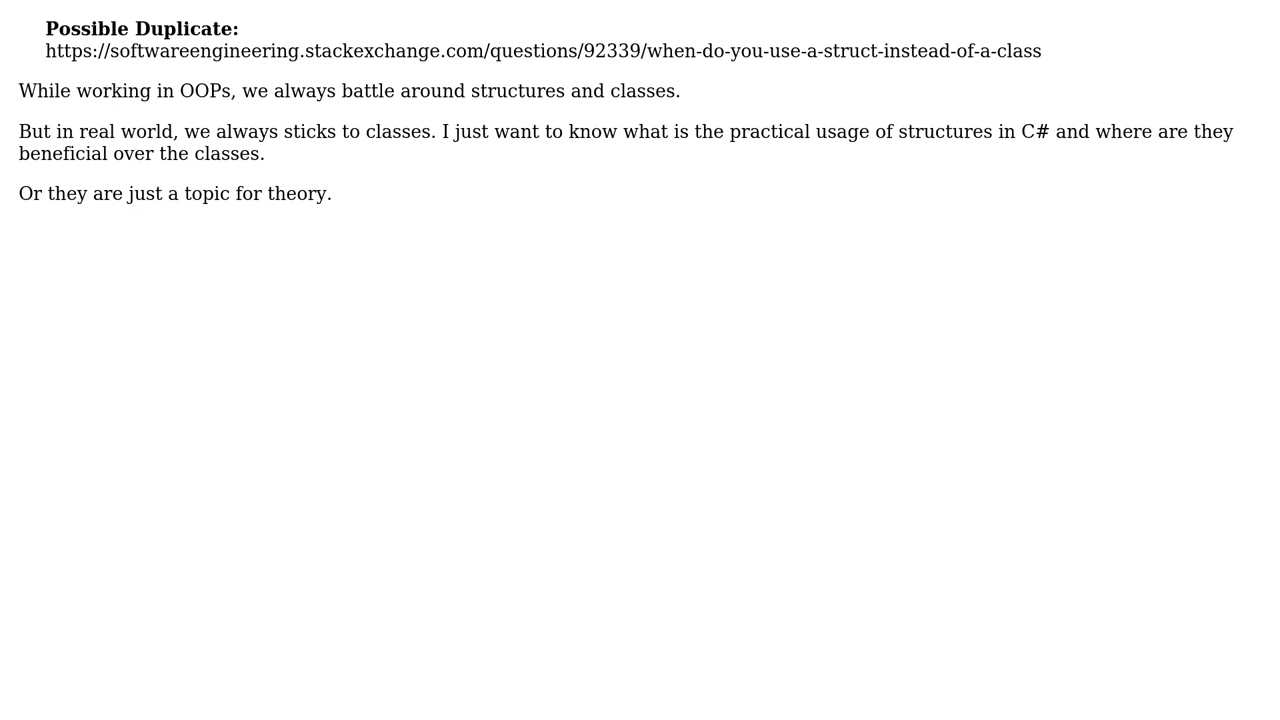 Possible Duplicate:
https://softwareengineering.stackexchange.com/questions/92339/when-do-you-use-a-struct-instead-of-a-class
While working in OOPs, we always battle around structures and classes.
But in real world, we always sticks to classes. I just want to know what is the practical usage of structures in C# and where are they
beneficial over the classes.
Or they are just a topic for theory.